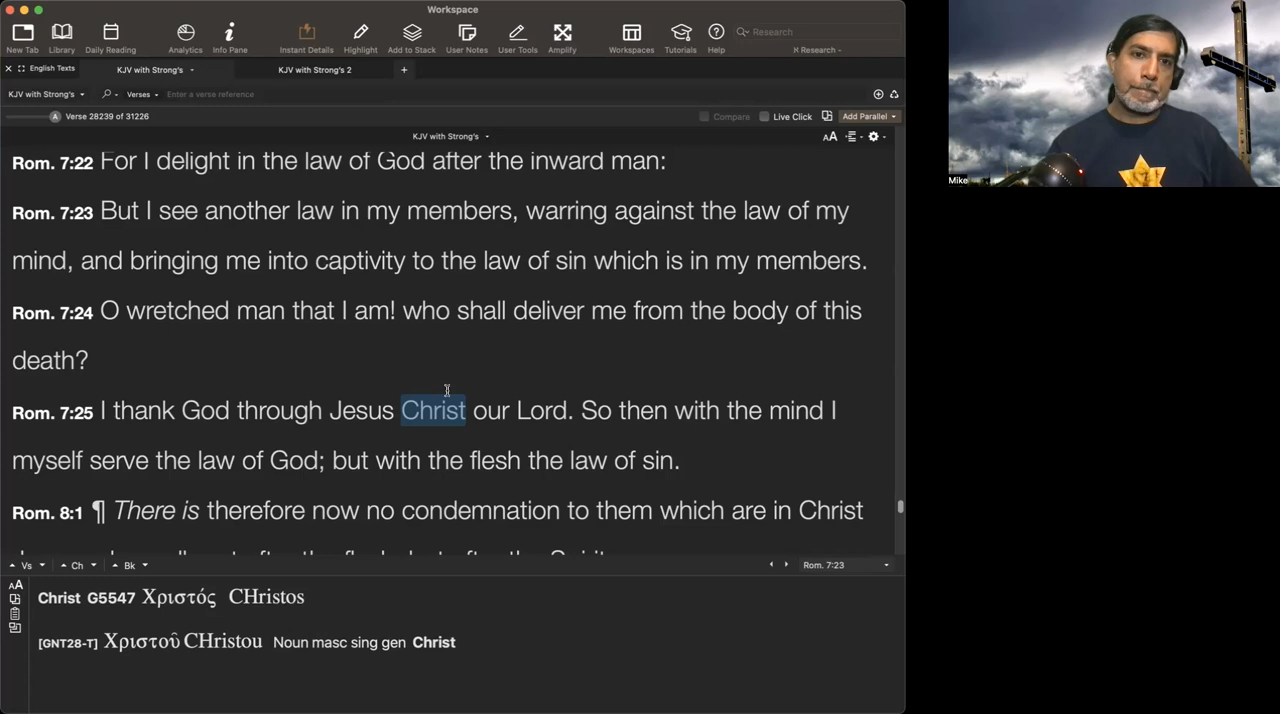 Workspace
New Tab Library Daily Reading Analytics Info Pane Instant Details Highlight Add to Stack User Notes User Tools Amplify Workspaces Tutorials Help Research
Research
English Texts KJV with Strong's KJV with Strong's 2 +
KJV with Strong's Verses Enter a verse reference
A Verse 28239 of 31226 Compare Live Click Add Parallel
KJV with Strong's AA
Rom. 7:22 For I delight in the law of God after the inward man:
Rom. 7:23 But I see another law in my members, warring against the law of my
mind, and bringing me into captivity to the law of sin which is in my members.
Rom. 7:24 O wretched man that I am! who shall deliver me from the body of this
death?
Rom. 7:25 I thank God through Jesus Christ our Lord. So then with the mind I
myself serve the law of God; but with the flesh the law of sin.
Rom. 8:1 ¶ There is therefore now no condemnation to them which are in Christ
Vs Ch Bk Rom. 7:23
AA
Christ G5547 Χριστός CHristos
[GNT28-T] Χριστοῦ CHristou Noun masc sing gen Christ
Mike